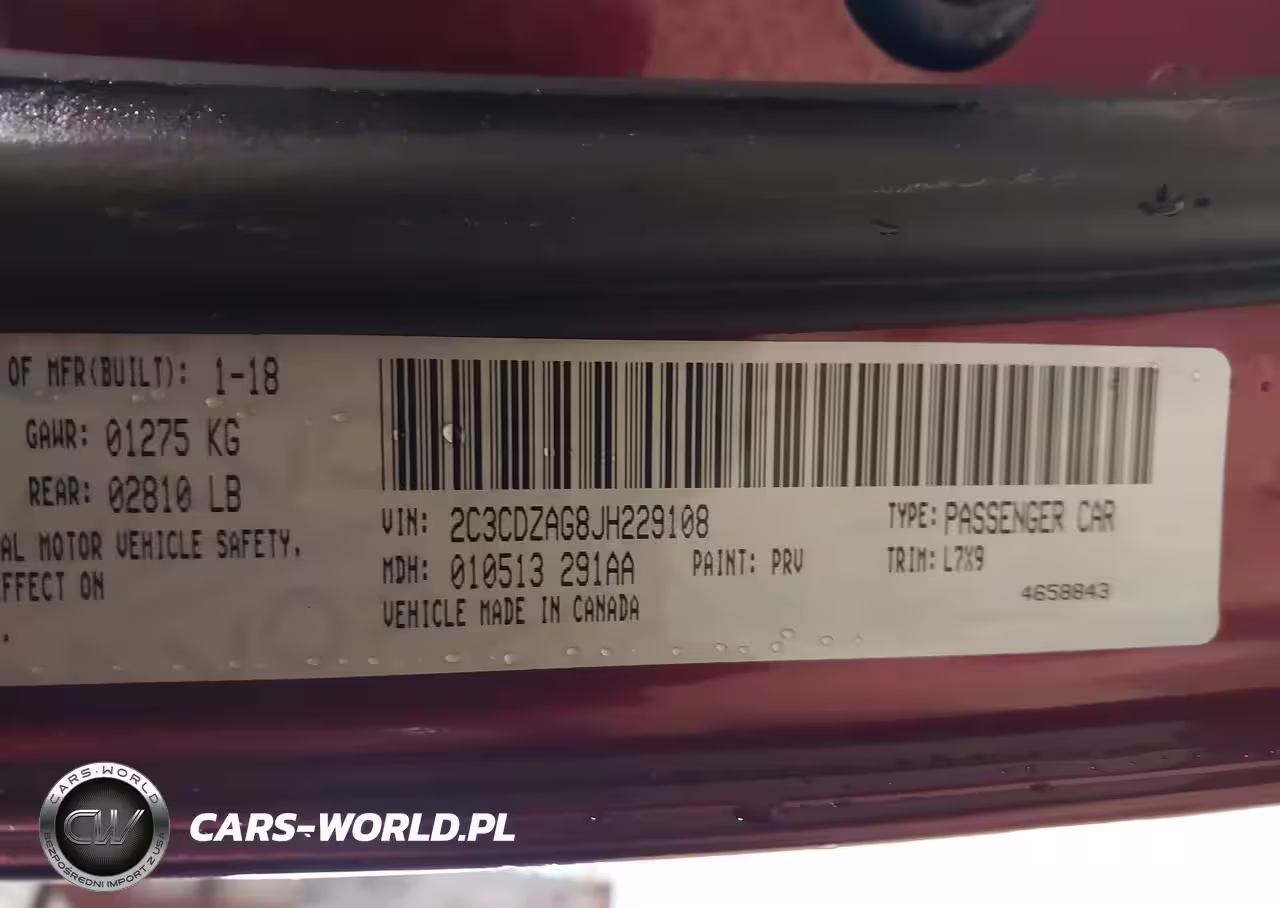 OF MFR(BUILT): 1-18
GAWR: 01275 KG
REAR: 02810 LB
AL MOTOR VEHICLE SAFETY.
FFECT ON
.
VIN: 2C3CDZAG8JH229108
TYPE: PASSENGER CAR
MDH: 010513 291AA
PAINT: PRV
TRIM: L7X9
VEHICLE MADE IN CANADA
4658843
CARS-WORLD
CW
BEZPOŚREDNI IMPORT Z USA
CARS-WORLD.PL